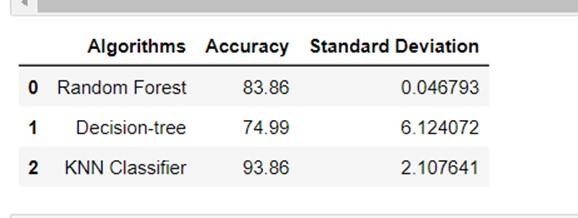 Algorithms Accuracy Standard Deviation
0 Random Forest 83.86 0.046793
1 Decision-tree 74.99 6.124072
2 KNN Classifier 93.86 2.107641